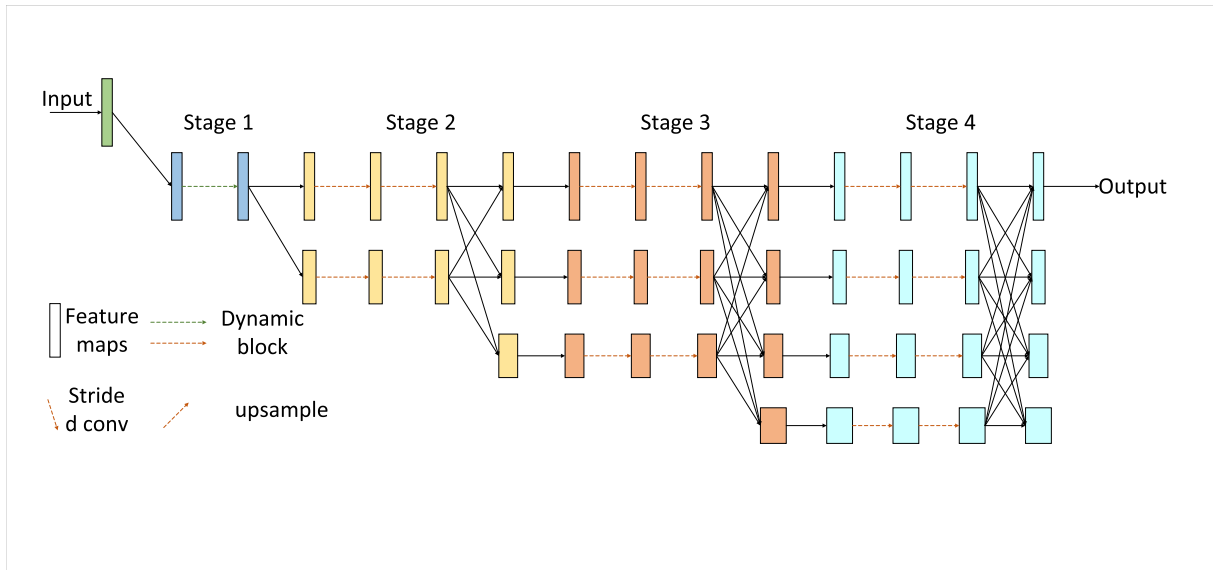 Input
Stage 1
Stage 2
Stage 3
Stage 4
Output
Feature
maps
Dynamic
block
Stride
d conv
upsample